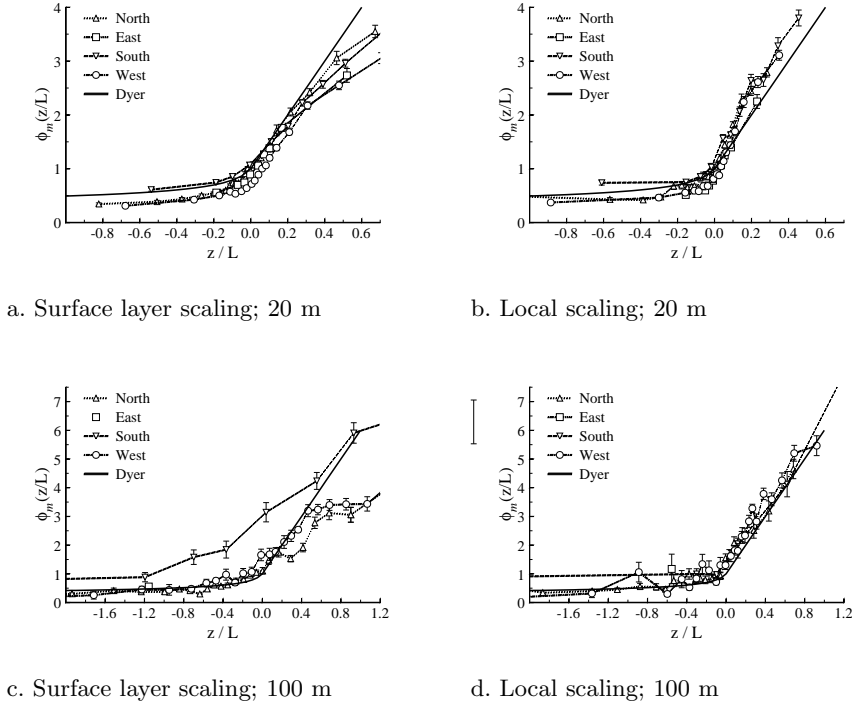 4
3
2
1
0
ϕm(z/L)
North
East
South
West
Dyer
-0.8 -0.6 -0.4 -0.2 0.0 0.2 0.4 0.6
z / L
a. Surface layer scaling; 20 m
4
3
2
1
0
ϕm(z/L)
North
East
South
West
Dyer
-0.8 -0.6 -0.4 -0.2 0.0 0.2 0.4 0.6
z / L
b. Local scaling; 20 m
7
6
5
4
3
2
1
0
ϕm(z/L)
North
East
South
West
Dyer
-1.6 -1.2 -0.8 -0.4 0.0 0.4 0.8 1.2
z / L
c. Surface layer scaling; 100 m
7
6
5
4
3
2
1
0
ϕm(z/L)
North
East
South
West
Dyer
-1.6 -1.2 -0.8 -0.4 0.0 0.4 0.8 1.2
z / L
d. Local scaling; 100 m